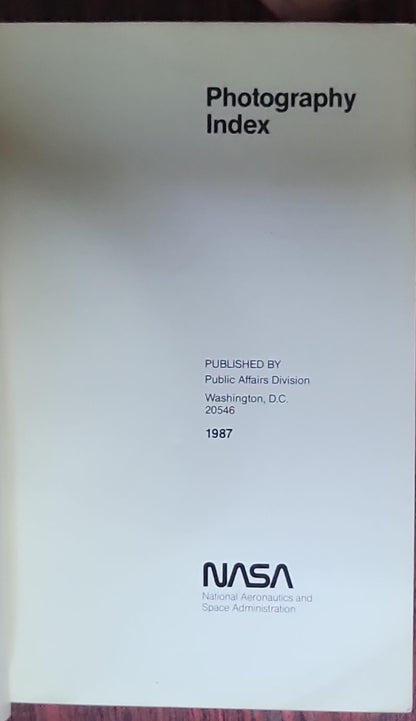 Photography
Index
PUBLISHED BY
Public Affairs Division
Washington, D.C.
20546
1987
NASA
National Aeronautics and
Space Administration